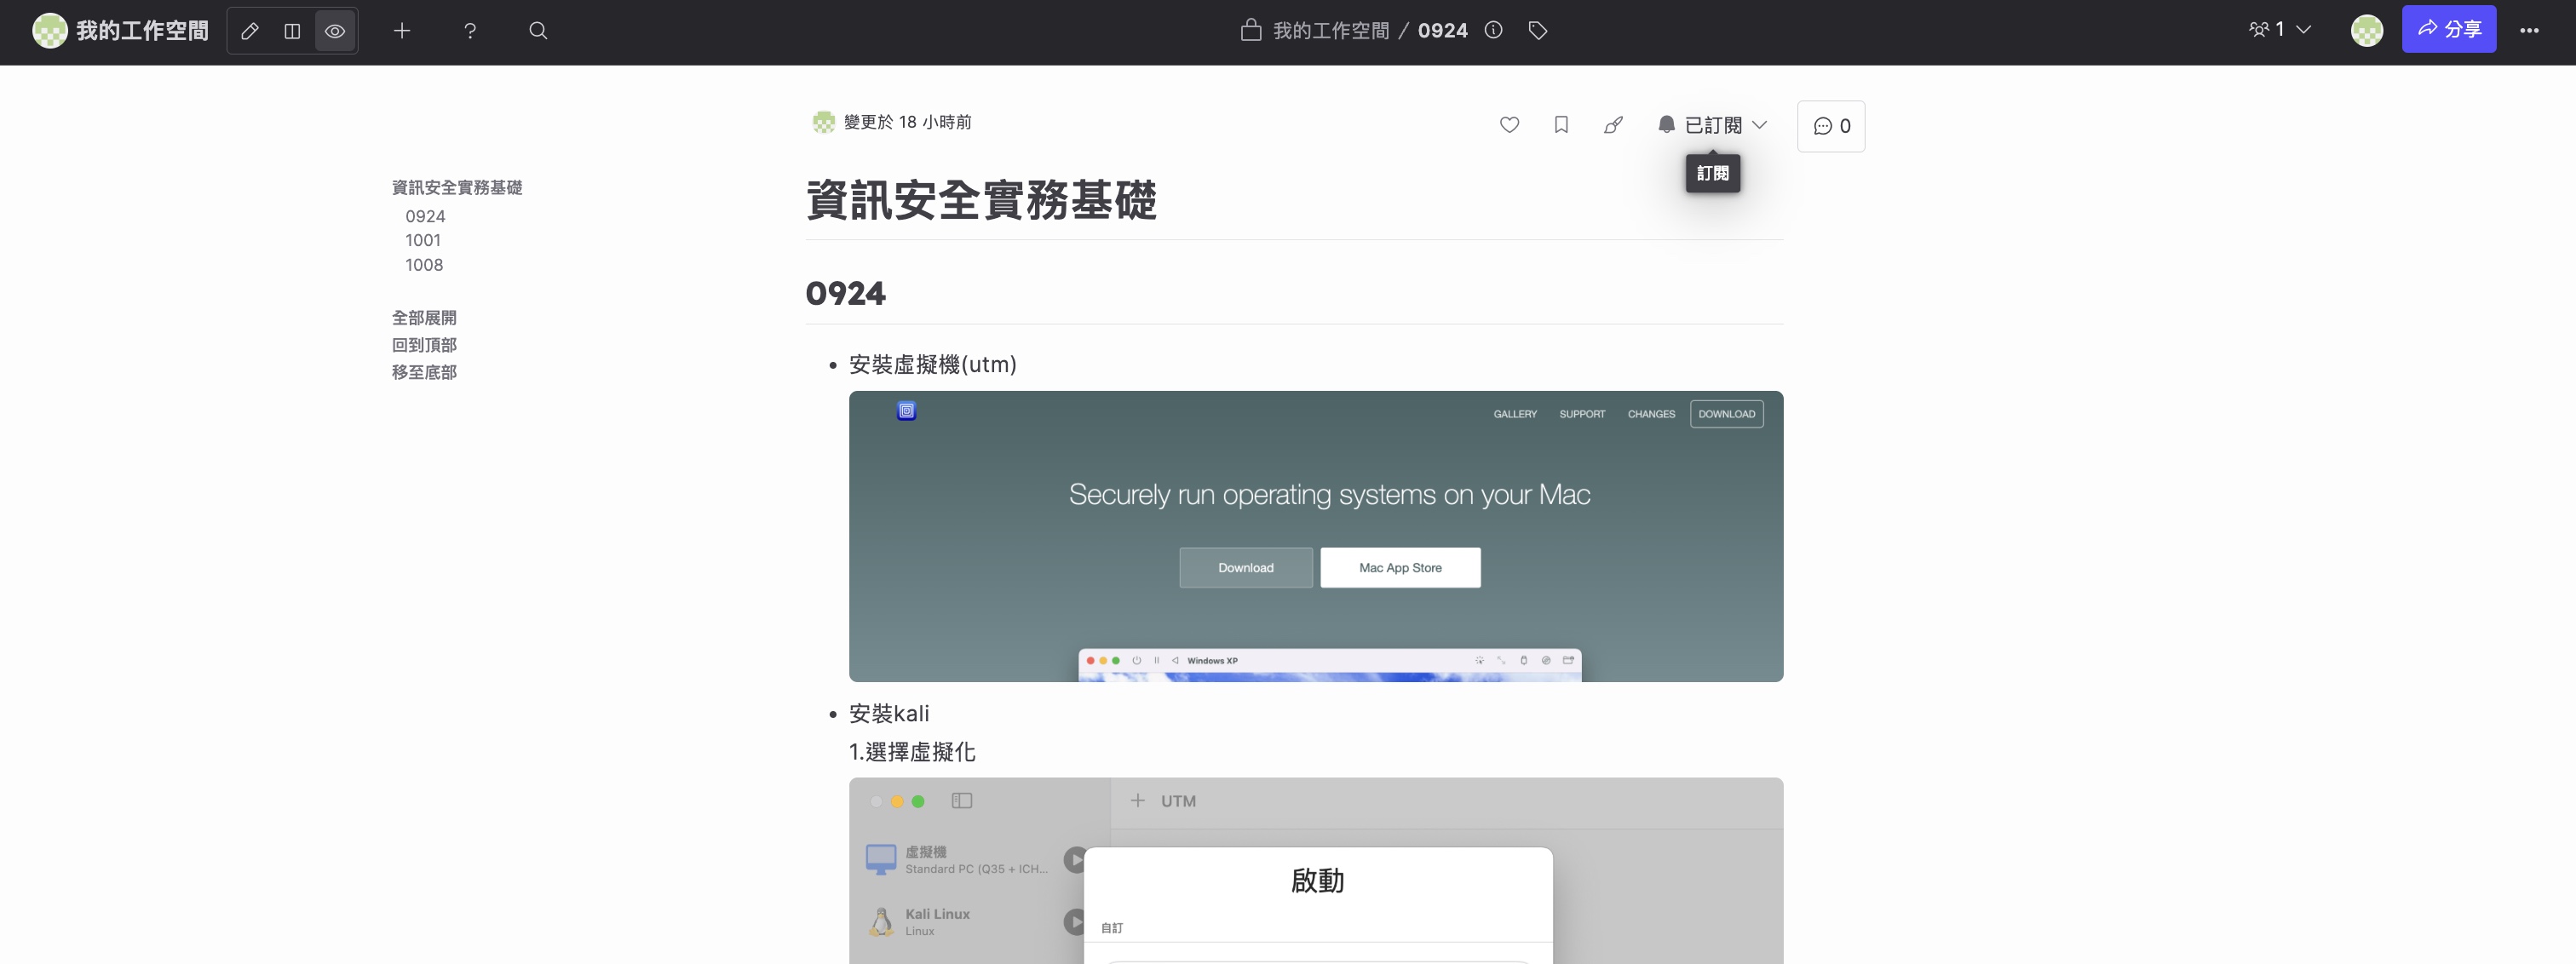 我的工作空間
我的工作空間 / 0924
1
分享
變更於 18 小時前
已訂閱
0
訂閱
資訊安全實務基礎
0924
1001
1008
全部展開
回到頂部
移至底部
資訊安全實務基礎
0924
安裝虛擬機(utm)
GALLERY SUPPORT CHANGES DOWNLOAD
Securely run operating systems on your Mac
Download Mac App Store
Windows XP
安裝kali
1.選擇虛擬化
UTM
虛擬機
Standard PC (Q35 + ICH...
Kali Linux
Linux
啟動
自訂